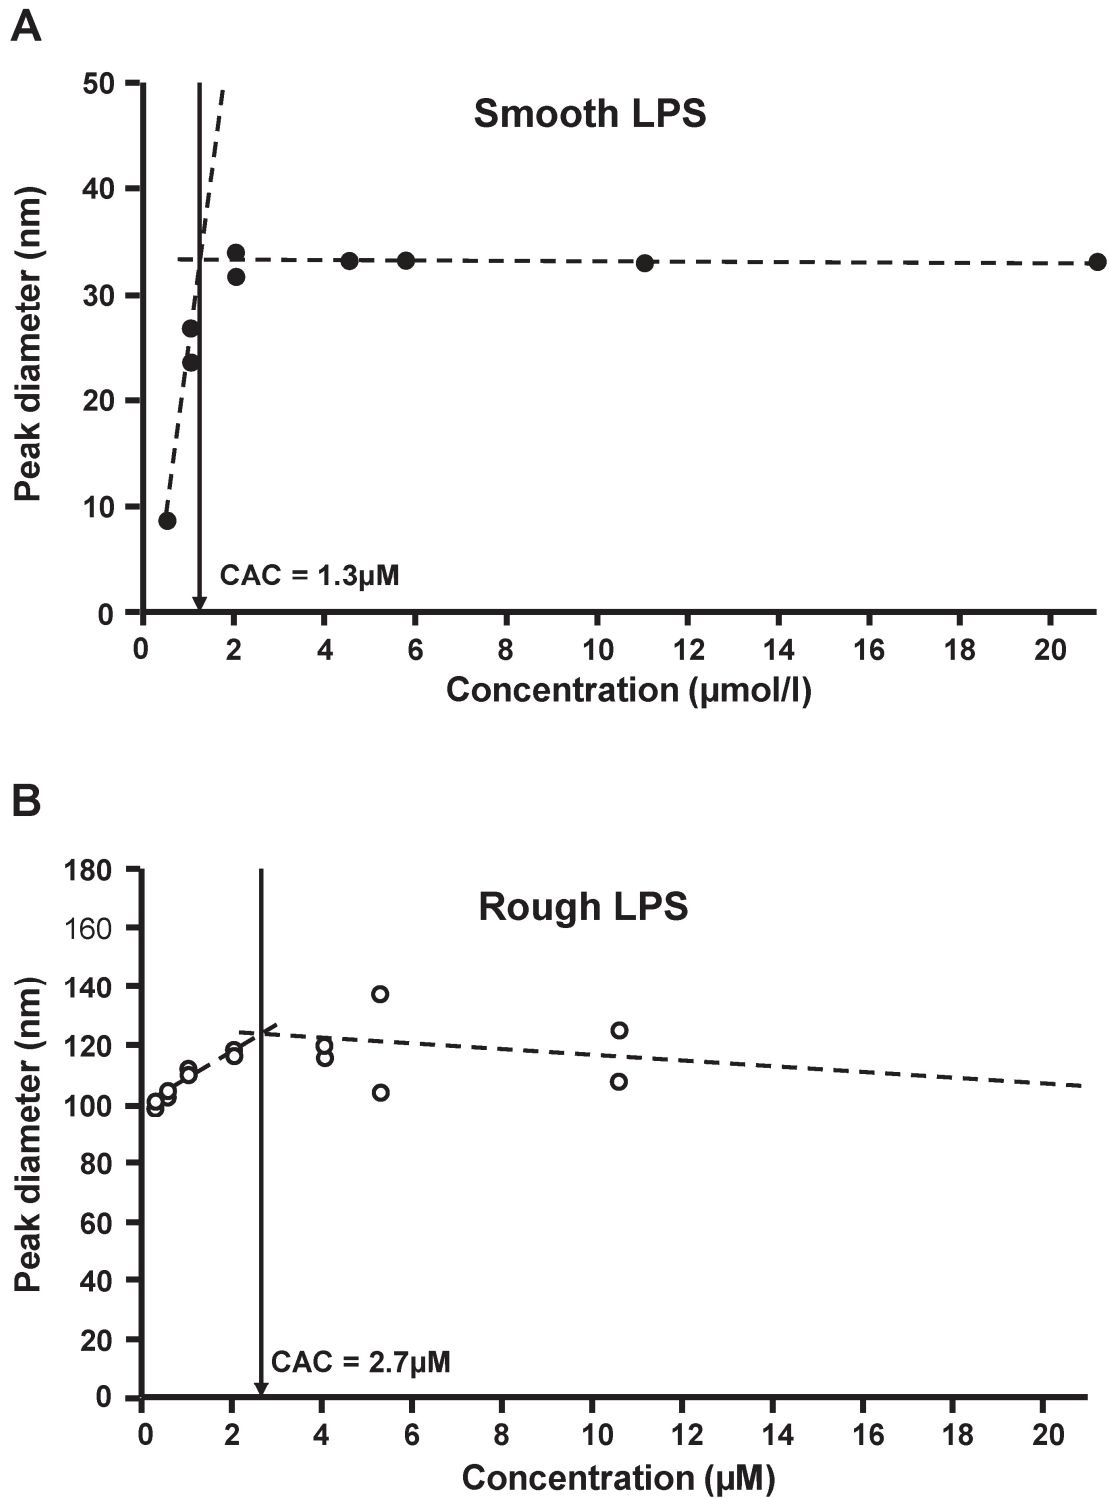 A
Smooth LPS
Peak diameter (nm)
50
40
30
20
10
0
CAC = 1.3µM
0 2 4 6 8 10 12 14 16 18 20
Concentration (µmol/l)
B
Rough LPS
Peak diameter (nm)
180
160
140
120
100
80
60
40
20
0
CAC = 2.7µM
0 2 4 6 8 10 12 14 16 18 20
Concentration (µM)